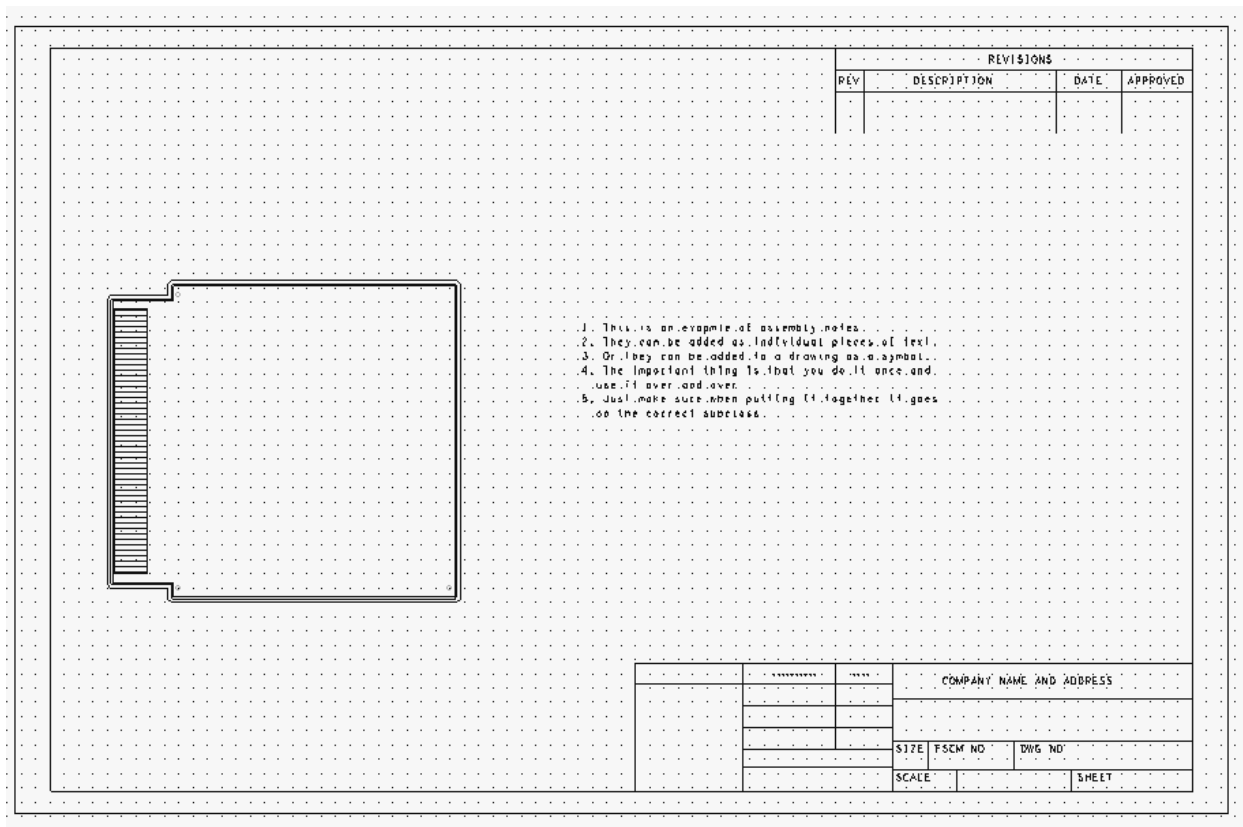 REVISIONS
REV DESCRIPTION DATE APPROVED
1. This is an example of assembly notes.
2. They can be added as individual pieces of text.
3. Or they can be added to a drawing as a symbol.
4. The important thing is that you do it once and
use it over and over.
5. Just make sure when putting it together it goes
on the correct subclass.
COMPANY NAME AND ADDRESS
SIZE FSCM NO DWG NO
SCALE SHEET